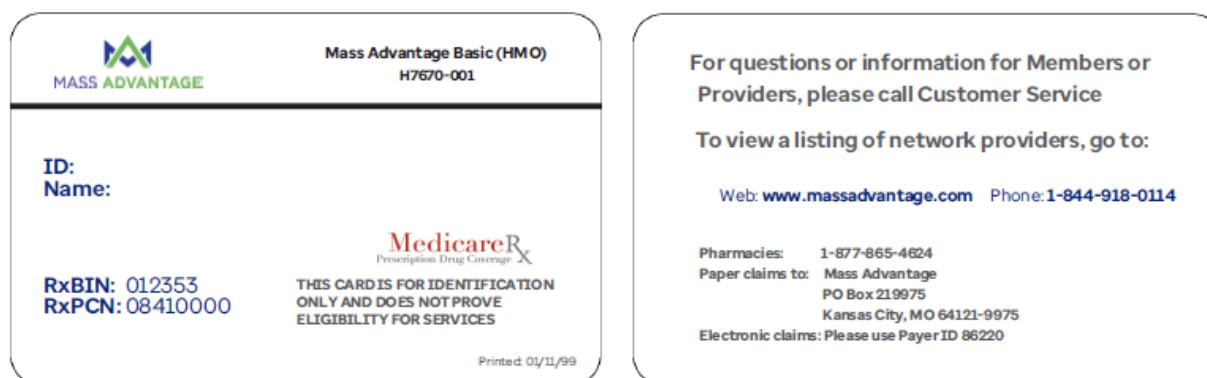 MASS ADVANTAGE
Mass Advantage Basic (HMO)
H7670-001
ID:
Name:
MedicareRx
Prescription Drug Coverage
RxBIN: 012353
RxPCN: 08410000
THIS CARD IS FOR IDENTIFICATION
ONLY AND DOES NOT PROVE
ELIGIBILITY FOR SERVICES
Printed: 01/11/99
For questions or information for Members or
Providers, please call Customer Service
To view a listing of network providers, go to:
Web: www.massadvantage.com Phone: 1-844-918-0114
Pharmacies: 1-877-865-4624
Paper claims to: Mass Advantage
PO Box 219975
Kansas City, MO 64121-9975
Electronic claims: Please use Payer ID 86220